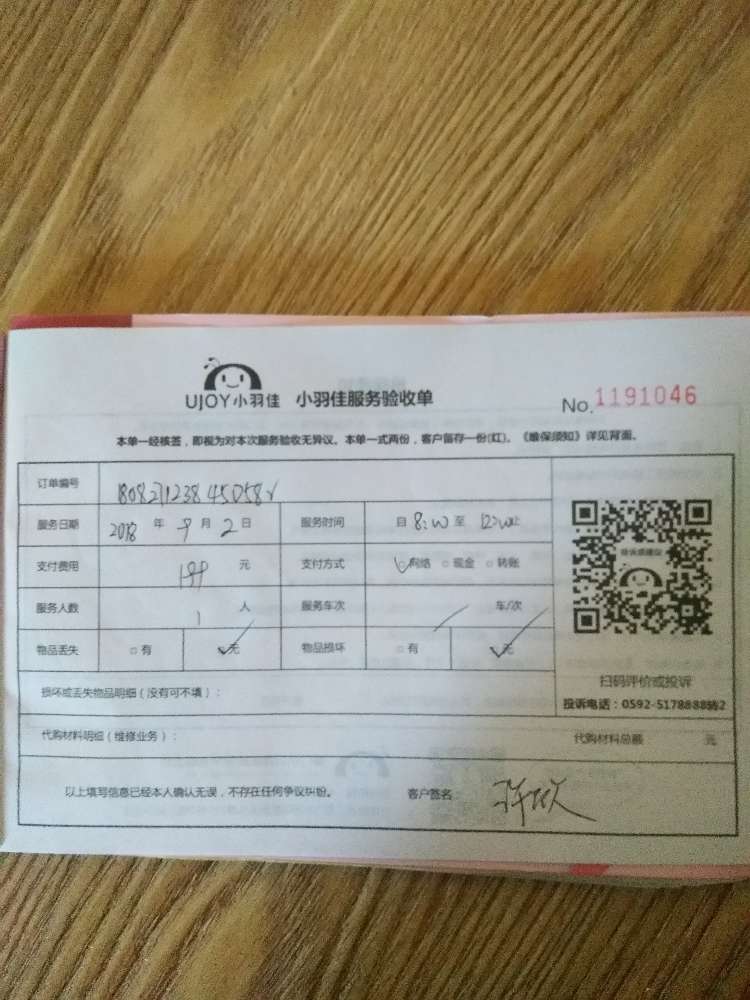 UJOY小羽佳 小羽佳服务验收单 No.1191046
本单一经核签，即视为对本次服务验收无异议。本单一式两份，客户留存一份(红)。《维保须知》详见背面。
订单编号
服务日期 2018 年 9 月 2 日 服务时间 自 8:00 至 12:00止
支付费用 199 元 支付方式 □网络 □现金 □转账
服务人数 1 人 服务车次 车/次
物品丢失 □有 □无 物品损坏 □有 □无
扫码评价或投诉
损坏或丢失物品明细（没有可不填）：
投诉电话：0592-5178888转2
代购材料明细（维修业务）： 代购材料总额 元
以上填写信息已经本人确认无误，不存在任何争议纠纷。 客户签名：